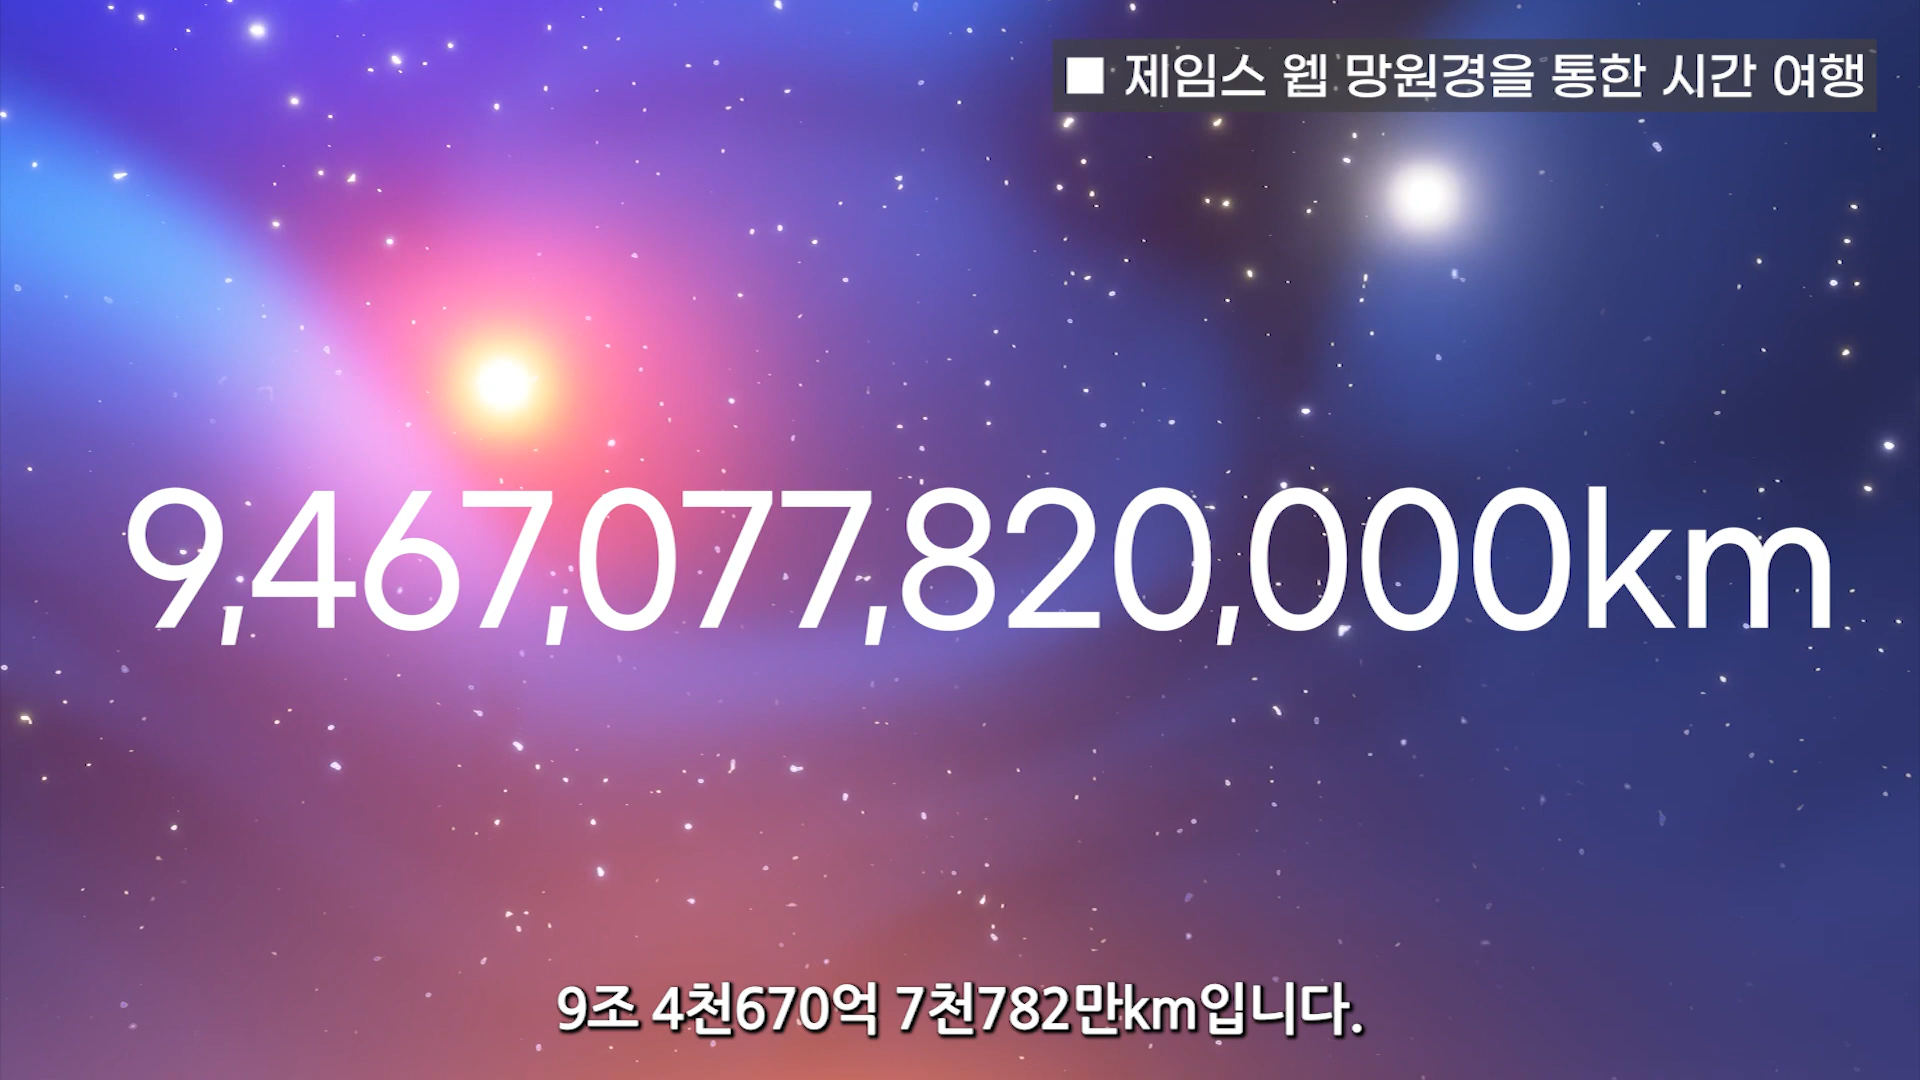 ■ 제임스 웹 망원경을 통한 시간 여행
9,467,077,820,000km
9조 4천670억 7천782만km입니다.